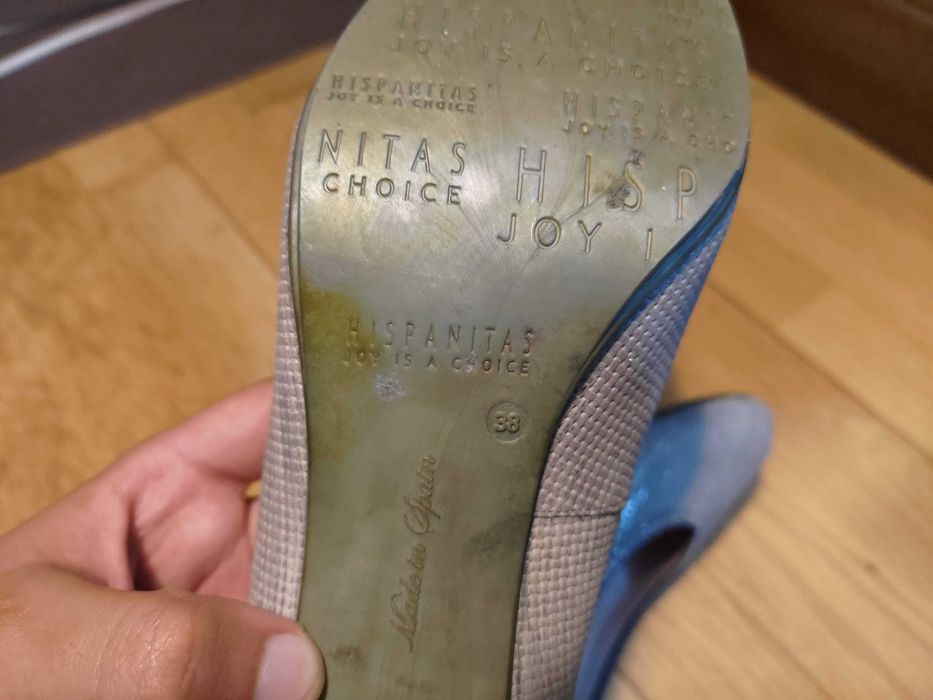 HISPANITAS
JOY IS A CHOICE
HISPANITAS
JOY IS A CHOICE
HISPANIT
JOY IS A CHO
NITAS
CHOICE
HISP
JOY I
HISPANITAS
JOY IS A CHOICE
38
Made in Spain